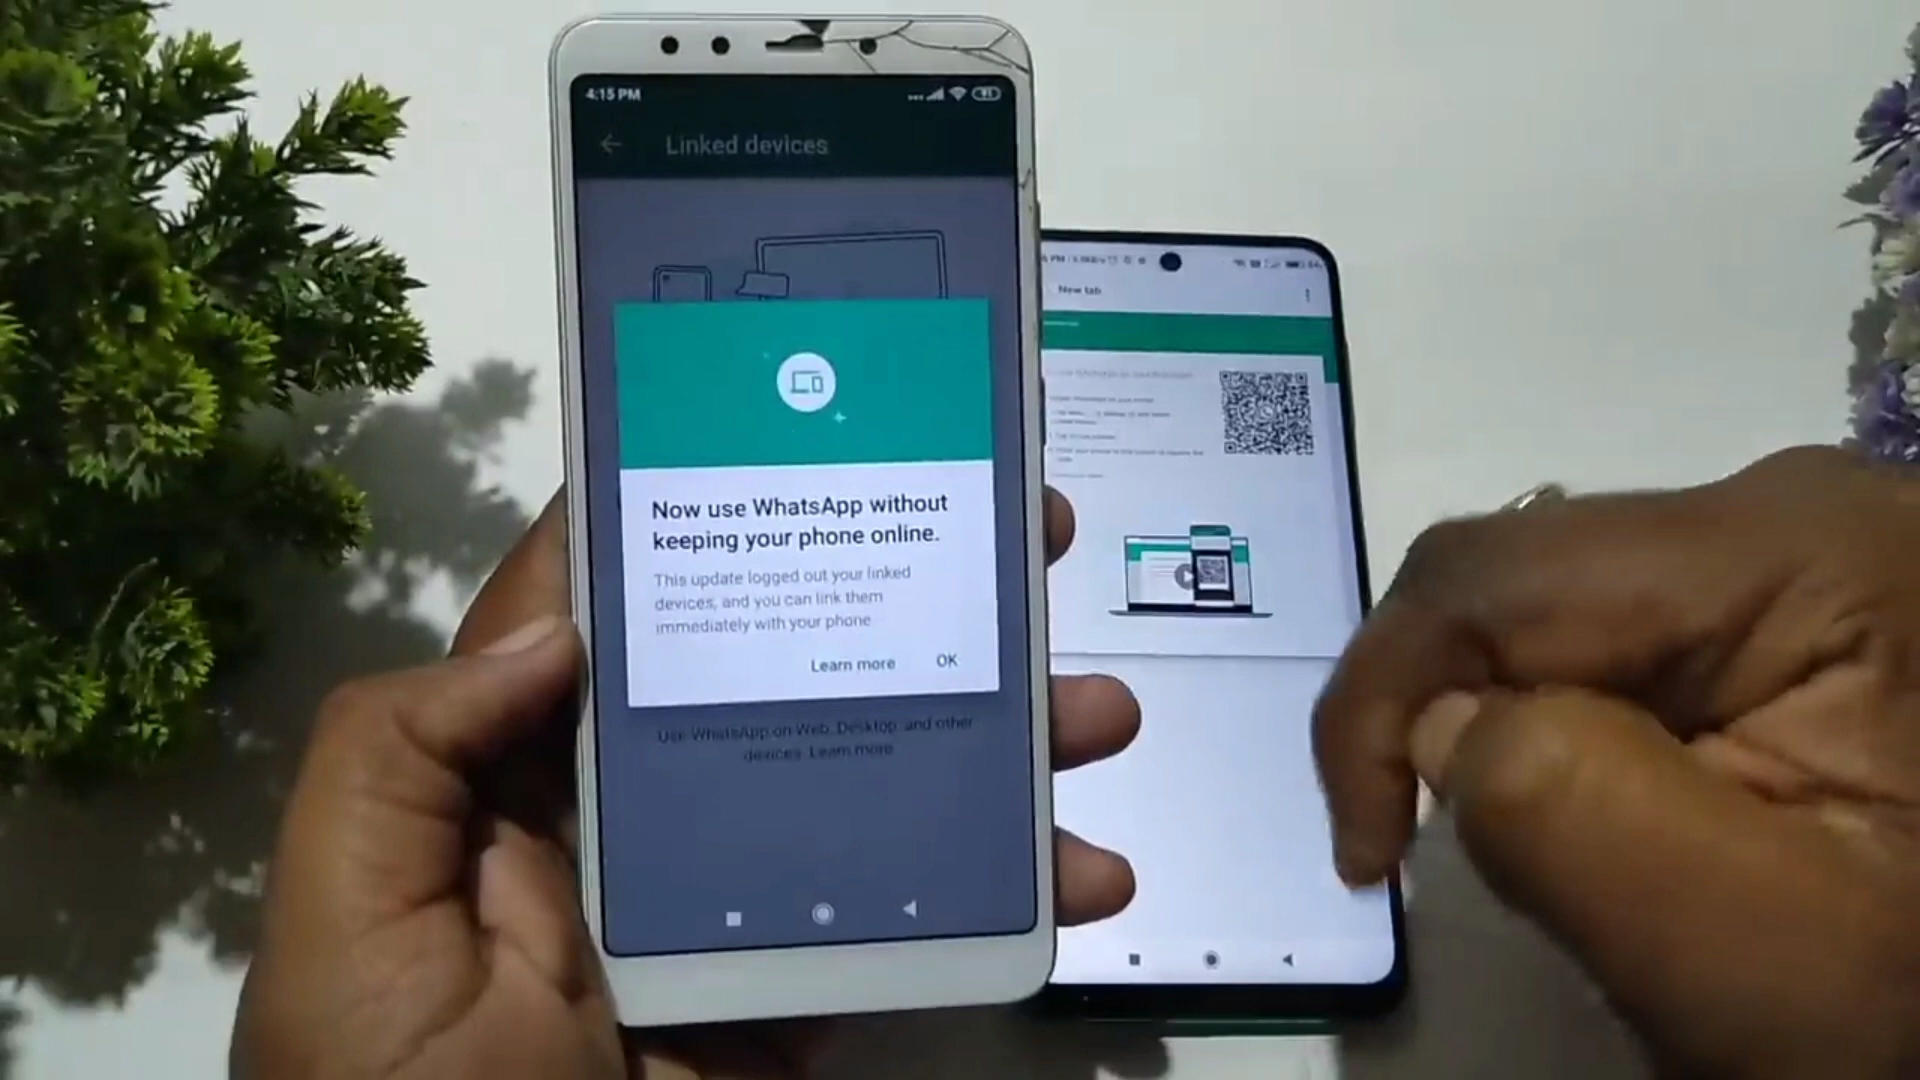 4:15 PM
91
Linked devices
Now use WhatsApp without
keeping your phone online.
This update logged out your linked
devices, and you can link them
immediately with your phone
Learn more OK
Use WhatsApp on Web, Desktop, and other
devices. Learn more
New tab